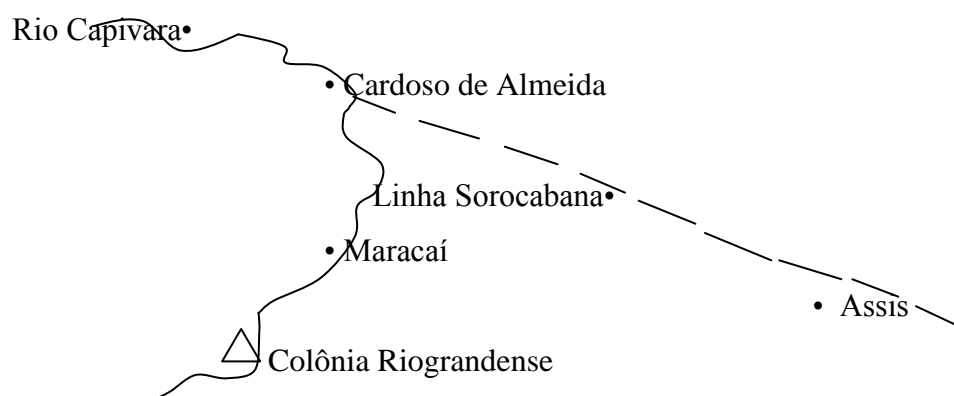 Rio Capivara•
• Cardoso de Almeida
Linha Sorocabana•
• Maracaí
• Assis
Colônia Riograndense